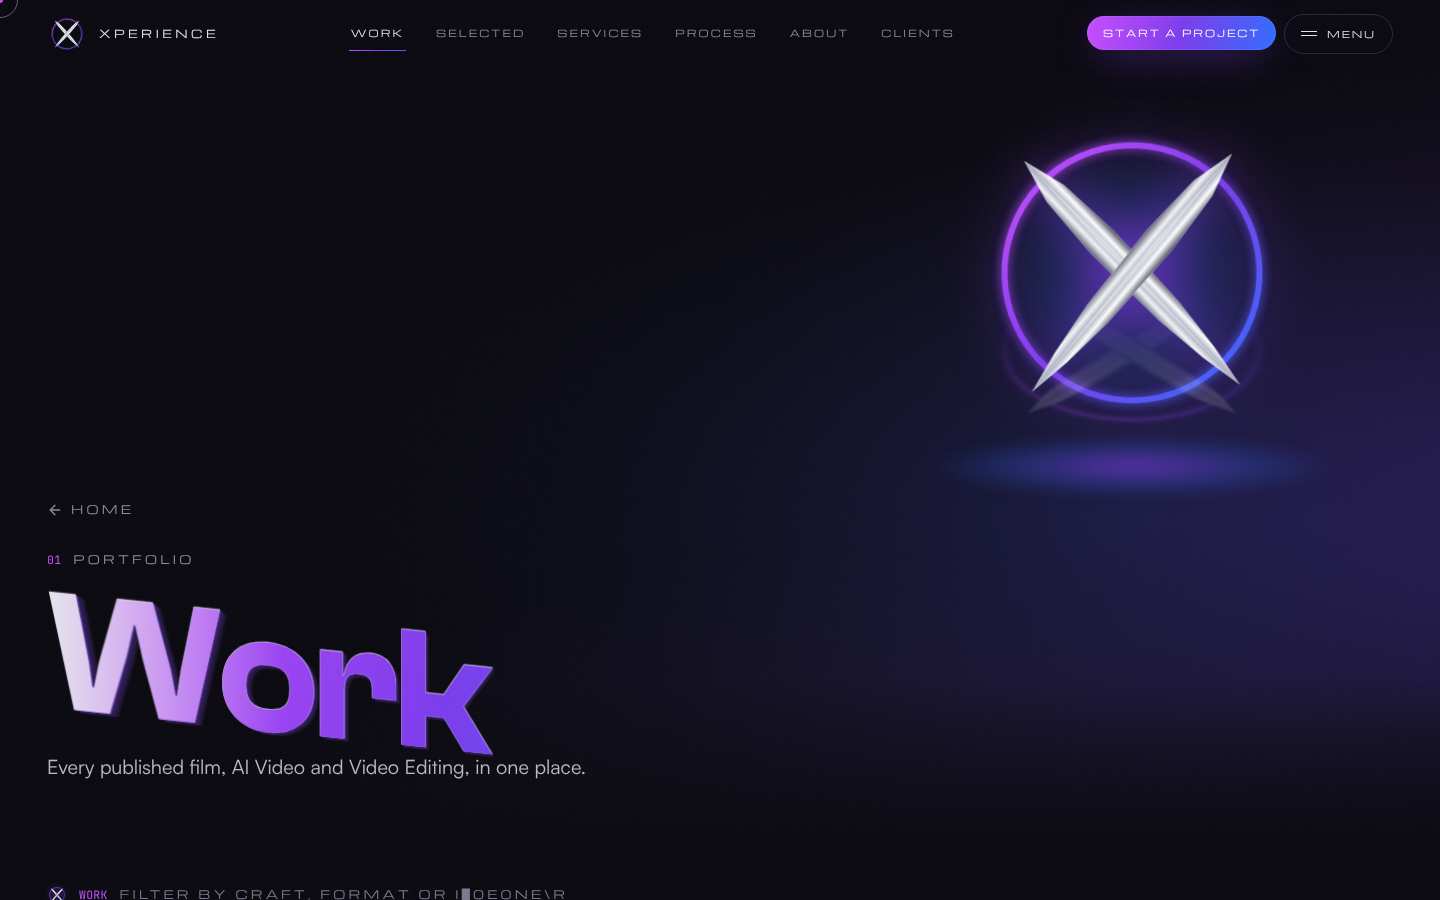 XPERIENCE
WORK SELECTED SERVICES PROCESS ABOUT CLIENTS
START A PROJECT
MENU
← HOME
01 PORTFOLIO
Work
Every published film, AI Video and Video Editing, in one place.
WORK FILTER BY CRAFT, FORMAT OR